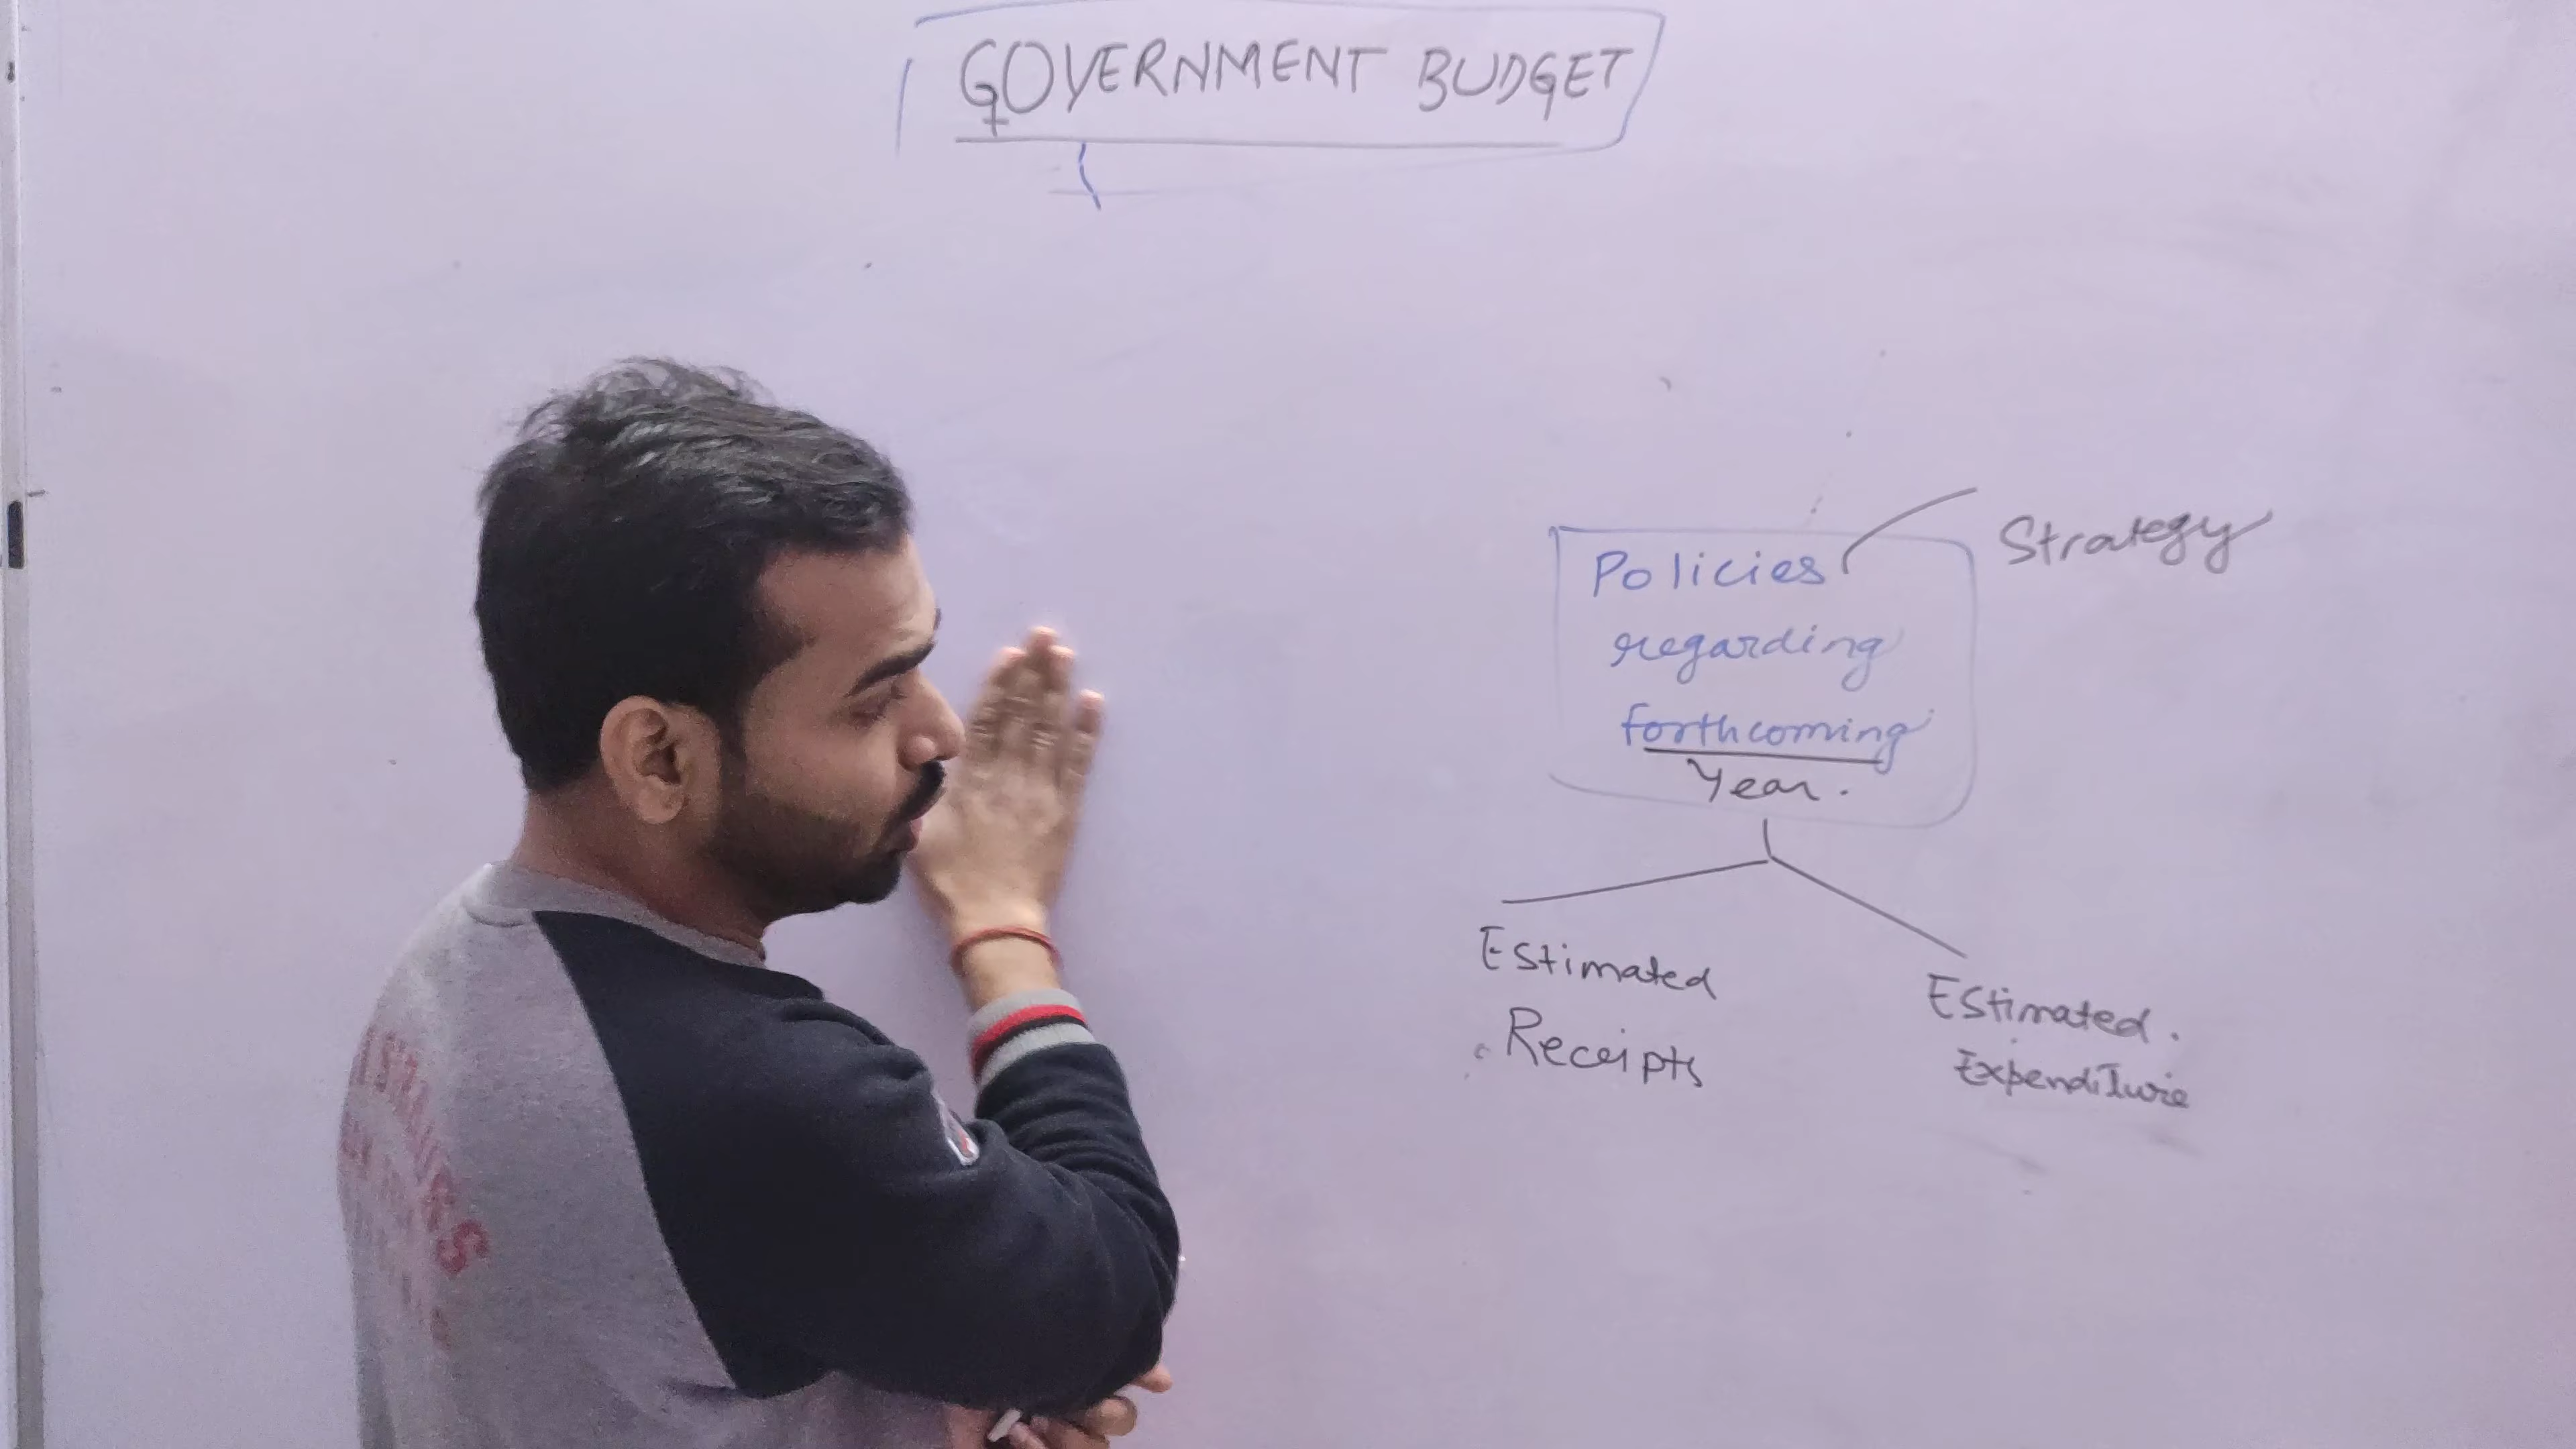 GOVERNMENT BUDGET
Strategy
Policies
regarding
forthcoming
Year.
Estimated
Receipts
Estimated.
Expenditure